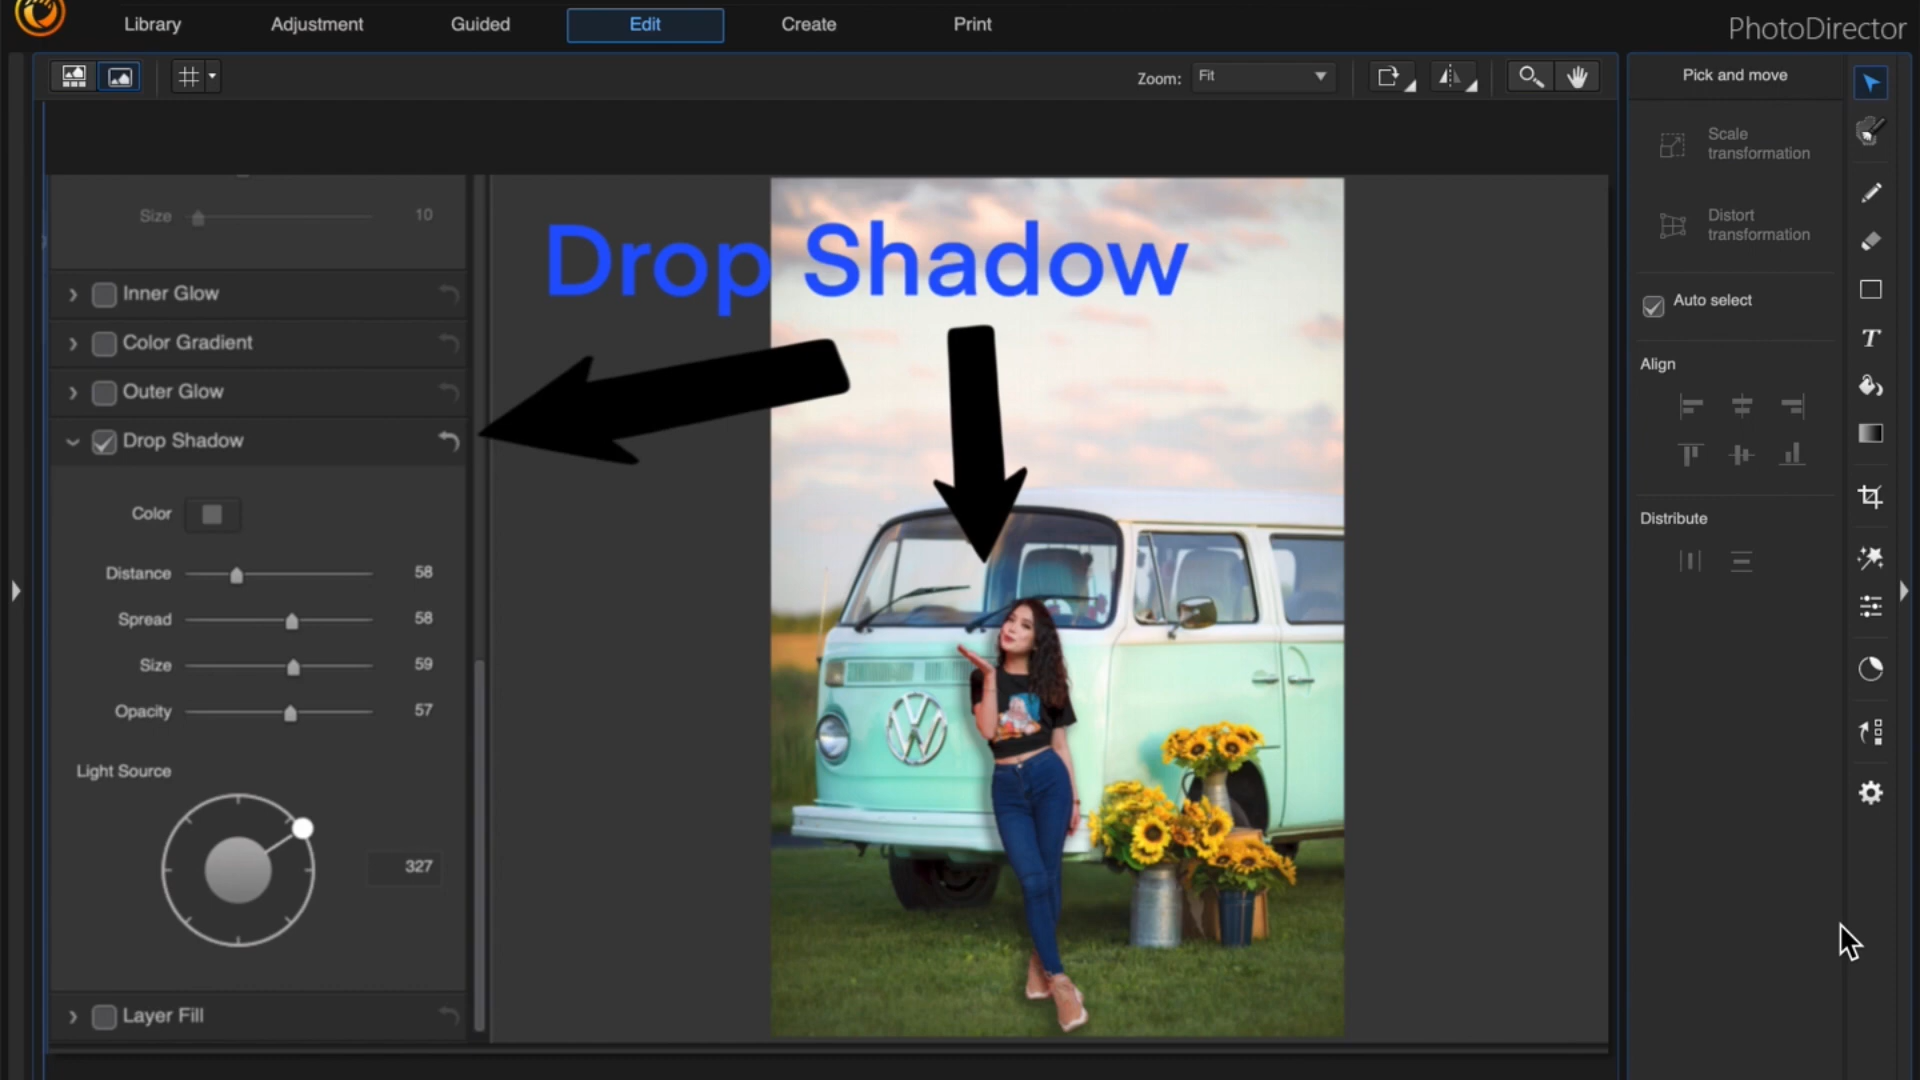 Library Adjustment Guided Edit Create Print PhotoDirector
Zoom: Fit
Pick and move
Scale
transformation
Distort
transformation
Auto select
Align
Distribute
Size 10
Inner Glow
Color Gradient
Outer Glow
Drop Shadow
Color
Distance 58
Spread 58
Size 59
Opacity 57
Light Source
327
Layer Fill
Drop Shadow
T
VW